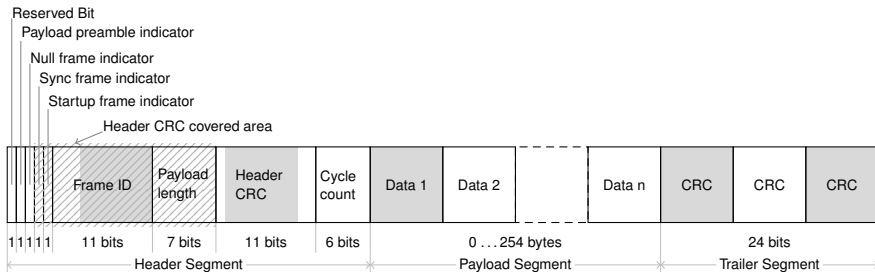 Reserved Bit
Payload preamble indicator
Null frame indicator
Sync frame indicator
Startup frame indicator
Header CRC covered area
Frame ID
Payload
length
Header
CRC
Cycle
count
Data 1
Data 2
Data n
CRC
CRC
CRC
1 1 1 1 1
11 bits
7 bits
11 bits
6 bits
0 ...254 bytes
24 bits
Header Segment
Payload Segment
Trailer Segment